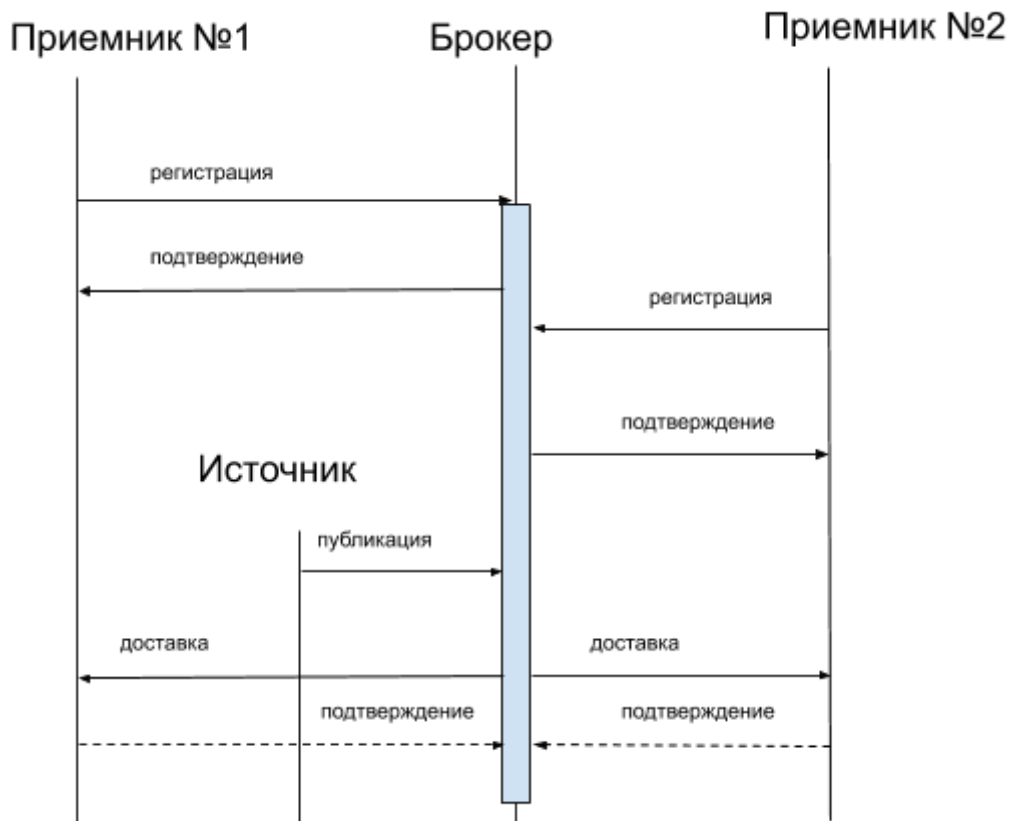 Приемник №1
Брокер
Приемник №2
регистрация
подтверждение
регистрация
подтверждение
Источник
публикация
доставка
доставка
подтверждение
подтверждение